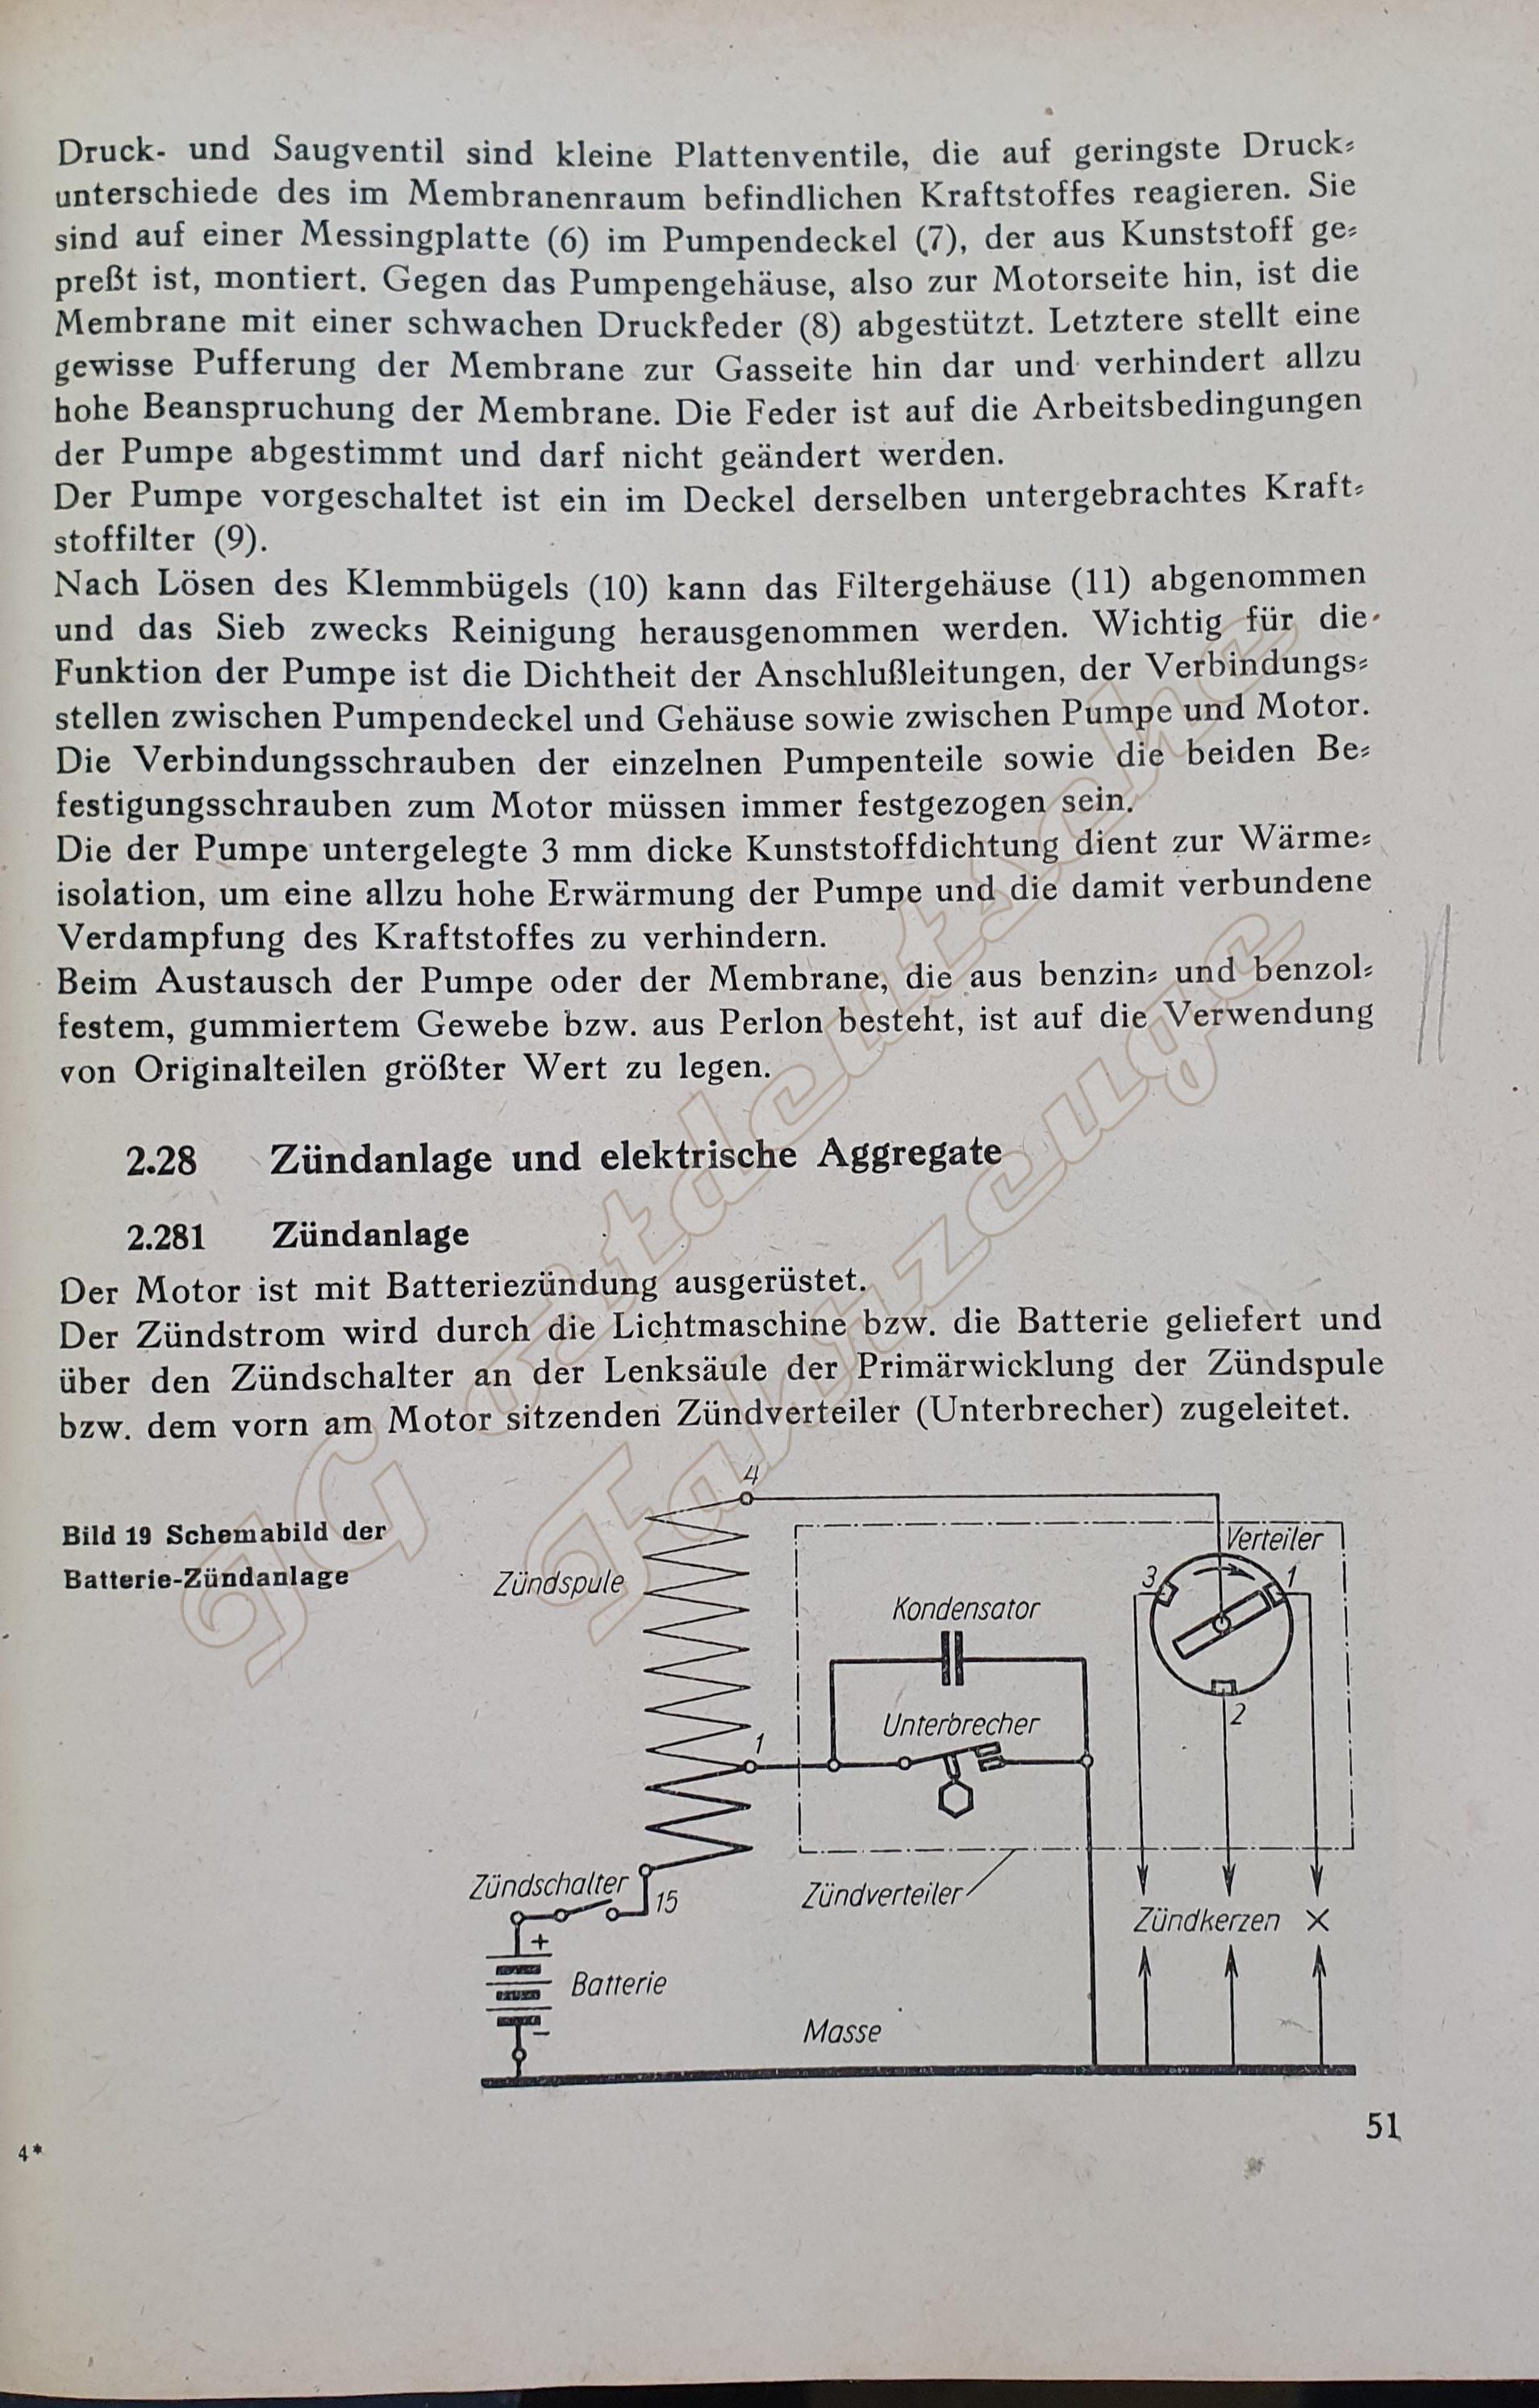 Druck- und Saugventil sind kleine Plattenventile, die auf geringste Druck⸗
unterschiede des im Membranenraum befindlichen Kraftstoffes reagieren. Sie
sind auf einer Messingplatte (6) im Pumpendeckel (7), der aus Kunststoff ge⸗
preßt ist, montiert. Gegen das Pumpengehäuse, also zur Motorseite hin, ist die
Membrane mit einer schwachen Druckfeder (8) abgestützt. Letztere stellt eine
gewisse Pufferung der Membrane zur Gasseite hin dar und verhindert allzu
hohe Beanspruchung der Membrane. Die Feder ist auf die Arbeitsbedingungen
der Pumpe abgestimmt und darf nicht geändert werden.
Der Pumpe vorgeschaltet ist ein im Deckel derselben untergebrachtes Kraft⸗
stoffilter (9).
Nach Lösen des Klemmbügels (10) kann das Filtergehäuse (11) abgenommen
und das Sieb zwecks Reinigung herausgenommen werden. Wichtig für die
Funktion der Pumpe ist die Dichtheit der Anschlußleitungen, der Verbindungs⸗
stellen zwischen Pumpendeckel und Gehäuse sowie zwischen Pumpe und Motor.
Die Verbindungsschrauben der einzelnen Pumpenteile sowie die beiden Be⸗
festigungsschrauben zum Motor müssen immer festgezogen sein.
Die der Pumpe untergelegte 3 mm dicke Kunststoffdichtung dient zur Wärme⸗
isolation, um eine allzu hohe Erwärmung der Pumpe und die damit verbundene
Verdampfung des Kraftstoffes zu verhindern.
Beim Austausch der Pumpe oder der Membrane, die aus benzin⸗ und benzol⸗
festem, gummiertem Gewebe bzw. aus Perlon besteht, ist auf die Verwendung
von Originalteilen größter Wert zu legen.
2.28 Zündanlage und elektrische Aggregate
2.281 Zündanlage
Der Motor ist mit Batteriezündung ausgerüstet.
Der Zündstrom wird durch die Lichtmaschine bzw. die Batterie geliefert und
über den Zündschalter an der Lenksäule der Primärwicklung der Zündspule
bzw. dem vorn am Motor sitzenden Zündverteiler (Unterbrecher) zugeleitet.
Bild 19 Schemabild der
Batterie-Zündanlage
4
Verteiler
Zündspule
3
1
Kondensator
2
Unterbrecher
1
Zündschalter
15
Zündverteiler
Zündkerzen
+
Batterie
−
Masse
51
4*
IG Ostdeutsche
Fahrzeuge